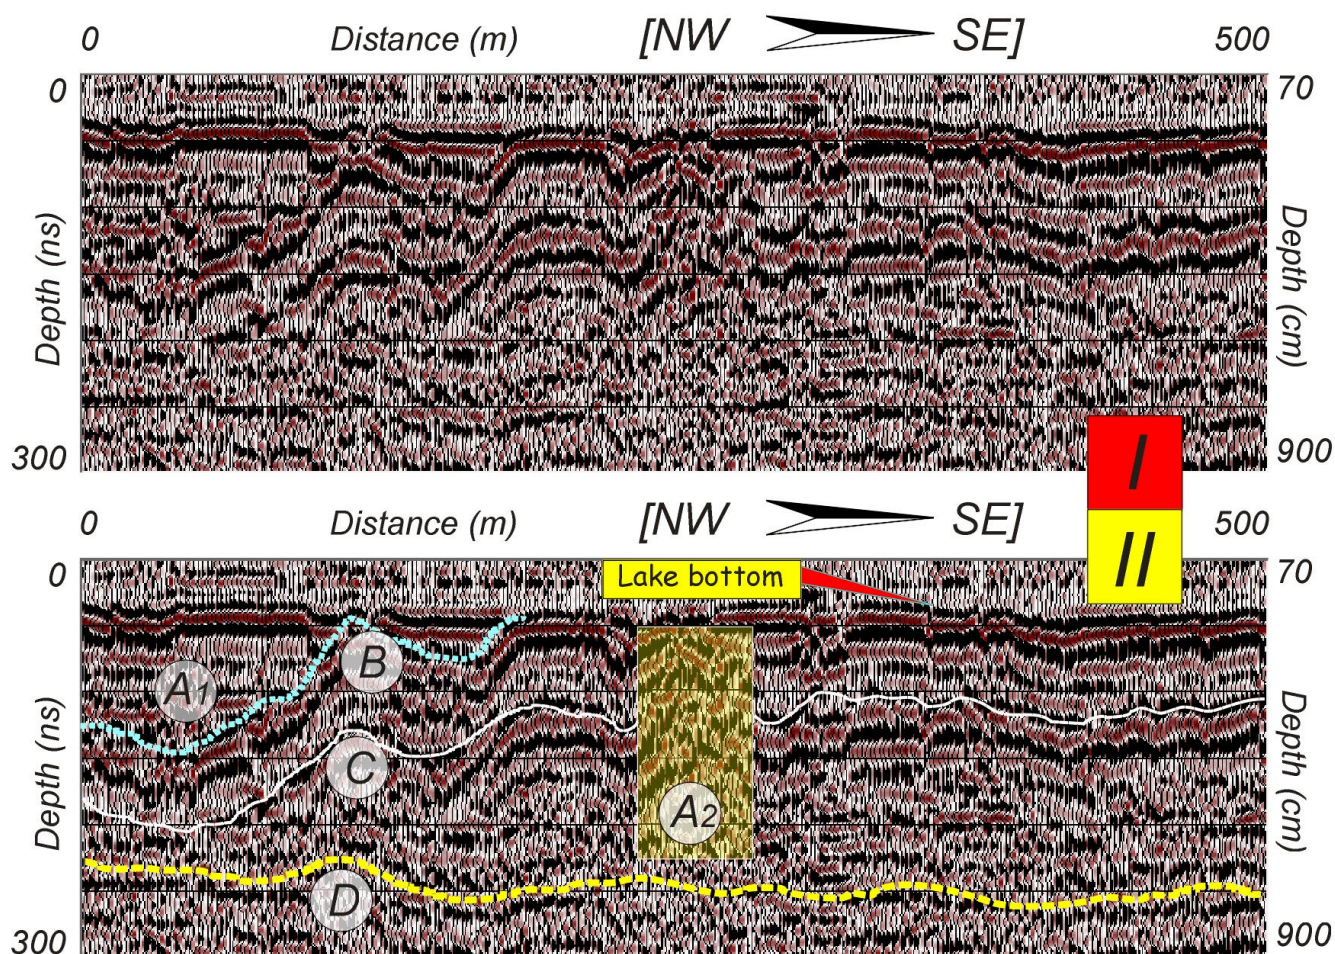 0 Distance (m) [NW SE] 500
0 70
Depth (ns) Depth (cm)
300 900
I
II
0 Distance (m) [NW SE] 500
0 70
Lake bottom
A1 B
Depth (ns) Depth (cm)
C
A2
D
300 900